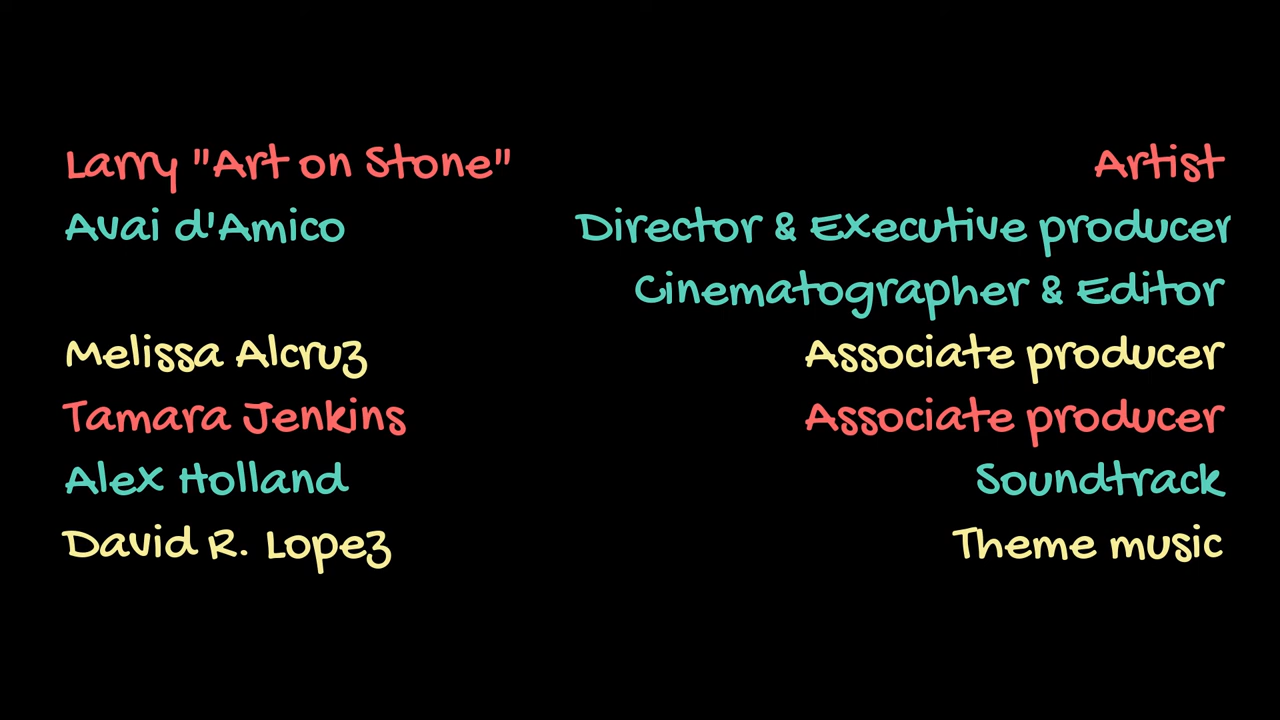 Larry "Art on Stone" Artist
Avai d'Amico Director & Executive producer
Cinematographer & Editor
Melissa Alcruz Associate producer
Tamara Jenkins Associate producer
Alex Holland Soundtrack
David R. Lopez Theme music